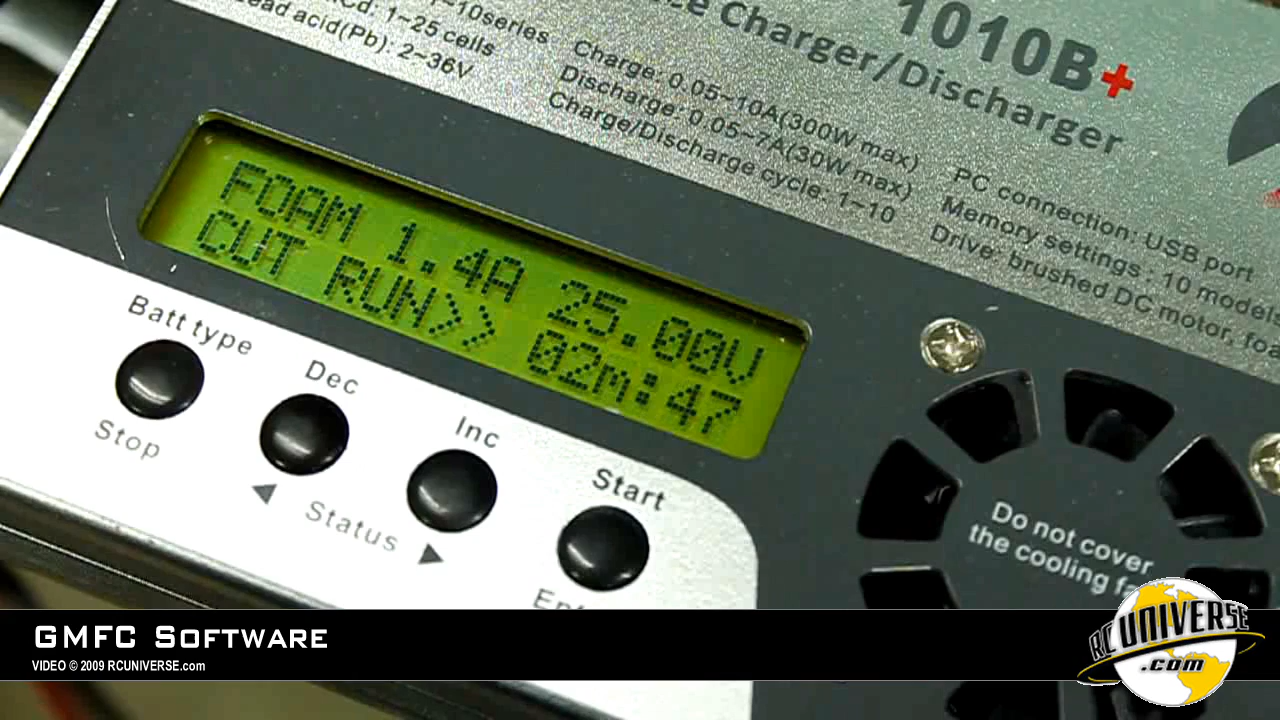 1010B+
Charger/Discharger
~10series
Cd: 1~25 cells
ead acid(Pb): 2~36V
Charge: 0.05~10A(300W max)
Discharge: 0.05~7A(30W max)
Charge/Discharge cycle: 1~10
PC connection: USB port
Memory settings : 10 models
Drive: brushed DC motor, foa
FOAM 1.4A 25.00V
CUT RUN>> 02m:47
Batt type
Dec
Inc
Start
Stop
◀ Status ▶
Do not cover
the cooling fa
GMFC SOFTWARE
VIDEO © 2009 RCUNIVERSE.com
RC UNIVERSE
.com